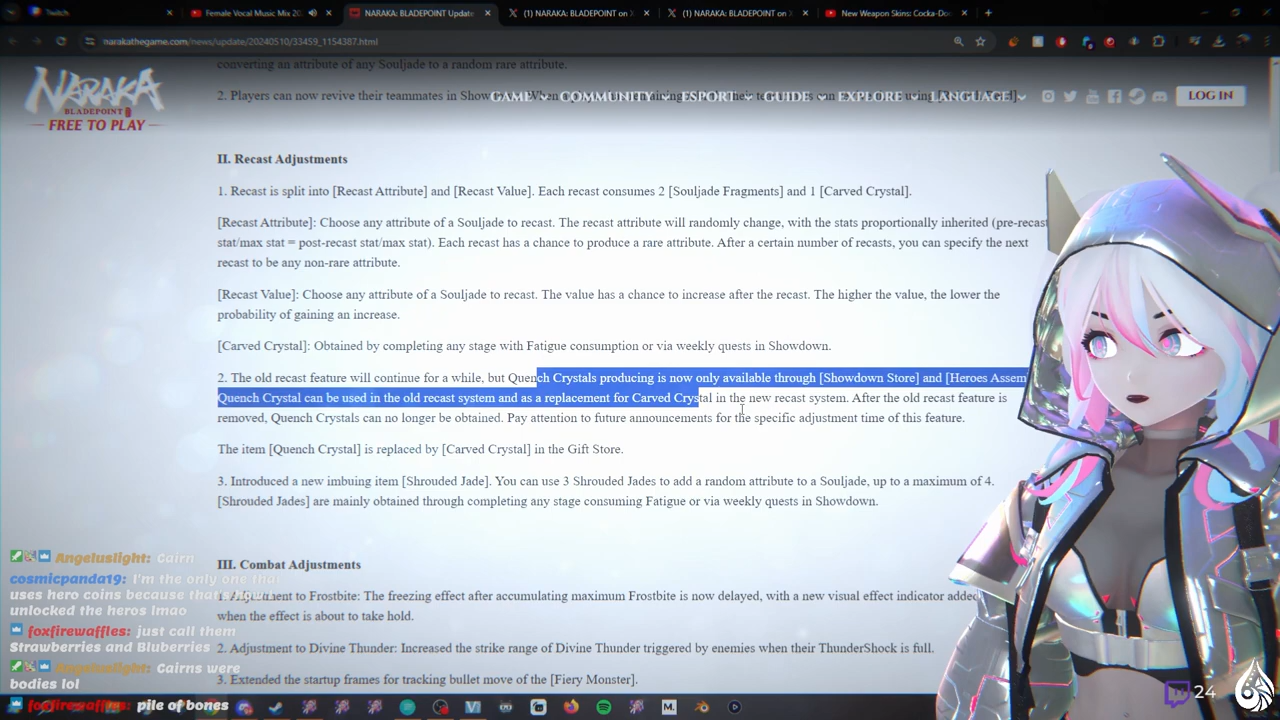 Twitch
Female Vocal Music Mix 20
NARAKA: BLADEPOINT Update
(1) NARAKA: BLADEPOINT on
(1) NARAKA: BLADEPOINT on
New Weapon Skins: Cocka-Doo
narakathegame.com/news/update/20240510/33459_1154387.html
converting an attribute of any Souljade to a random rare attribute.
NARAKA
BLADEPOINT
FREE TO PLAY
GAME
COMMUNITY
ESPORT
GUIDE
EXPLORE
LANGUAGE
LOG IN
2. Players can now revive their teammates in
II. Recast Adjustments
1. Recast is split into [Recast Attribute] and [Recast Value]. Each recast consumes 2 [Souljade Fragments] and 1 [Carved Crystal].
[Recast Attribute]: Choose any attribute of a Souljade to recast. The recast attribute will randomly change, with the stats proportionally inherited (pre-recast
stat/max stat = post-recast stat/max stat). Each recast has a chance to produce a rare attribute. After a certain number of recasts, you can specify the next
recast to be any non-rare attribute.
[Recast Value]: Choose any attribute of a Souljade to recast. The value has a chance to increase after the recast. The higher the value, the lower the
probability of gaining an increase.
[Carved Crystal]: Obtained by completing any stage with Fatigue consumption or via weekly quests in Showdown.
2. The old recast feature will continue for a while, but Quench Crystals producing is now only available through [Showdown Store] and [Heroes Assem
Quench Crystal can be used in the old recast system and as a replacement for Carved Crystal in the new recast system. After the old recast feature is
removed, Quench Crystals can no longer be obtained. Pay attention to future announcements for the specific adjustment time of this feature.
The item [Quench Crystal] is replaced by [Carved Crystal] in the Gift Store.
3. Introduced a new imbuing item [Shrouded Jade]. You can use 3 Shrouded Jades to add a random attribute to a Souljade, up to a maximum of 4.
[Shrouded Jades] are mainly obtained through completing any stage consuming Fatigue or via weekly quests in Showdown.
III. Combat Adjustments
1. Adjustment to Frostbite: The freezing effect after accumulating maximum Frostbite is now delayed, with a new visual effect indicator added
when the effect is about to take hold.
2. Adjustment to Divine Thunder: Increased the strike range of Divine Thunder triggered by enemies when their ThunderShock is full.
3. Extended the startup frames for tracking bullet move of the [Fiery Monster].
Angeluslight: Cairn
cosmicpanda19: I'm the only one that
uses hero coins because that's how I
unlocked the heros lmao
foxfirewaffles: just call them
Strawberries and Bluberries
Angeluslight: Cairns were
bodies lol
foxfirewaffles: pile of bones
24